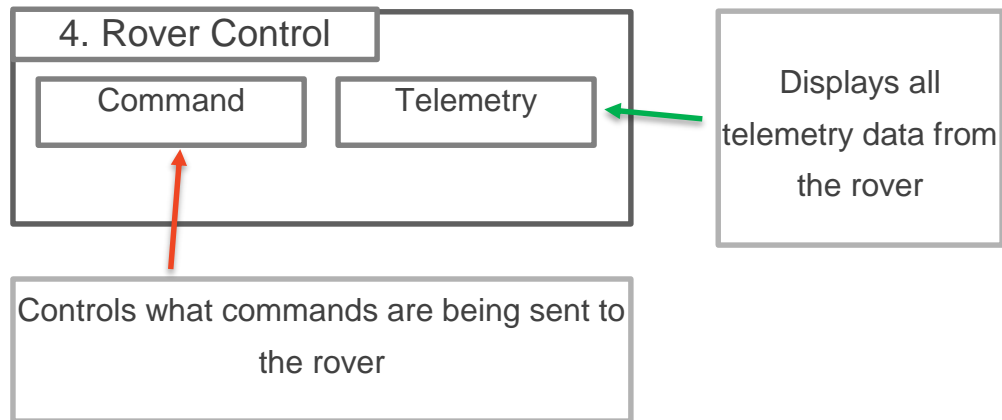 4. Rover Control
Command
Telemetry
Displays all
telemetry data from
the rover
Controls what commands are being sent to
the rover